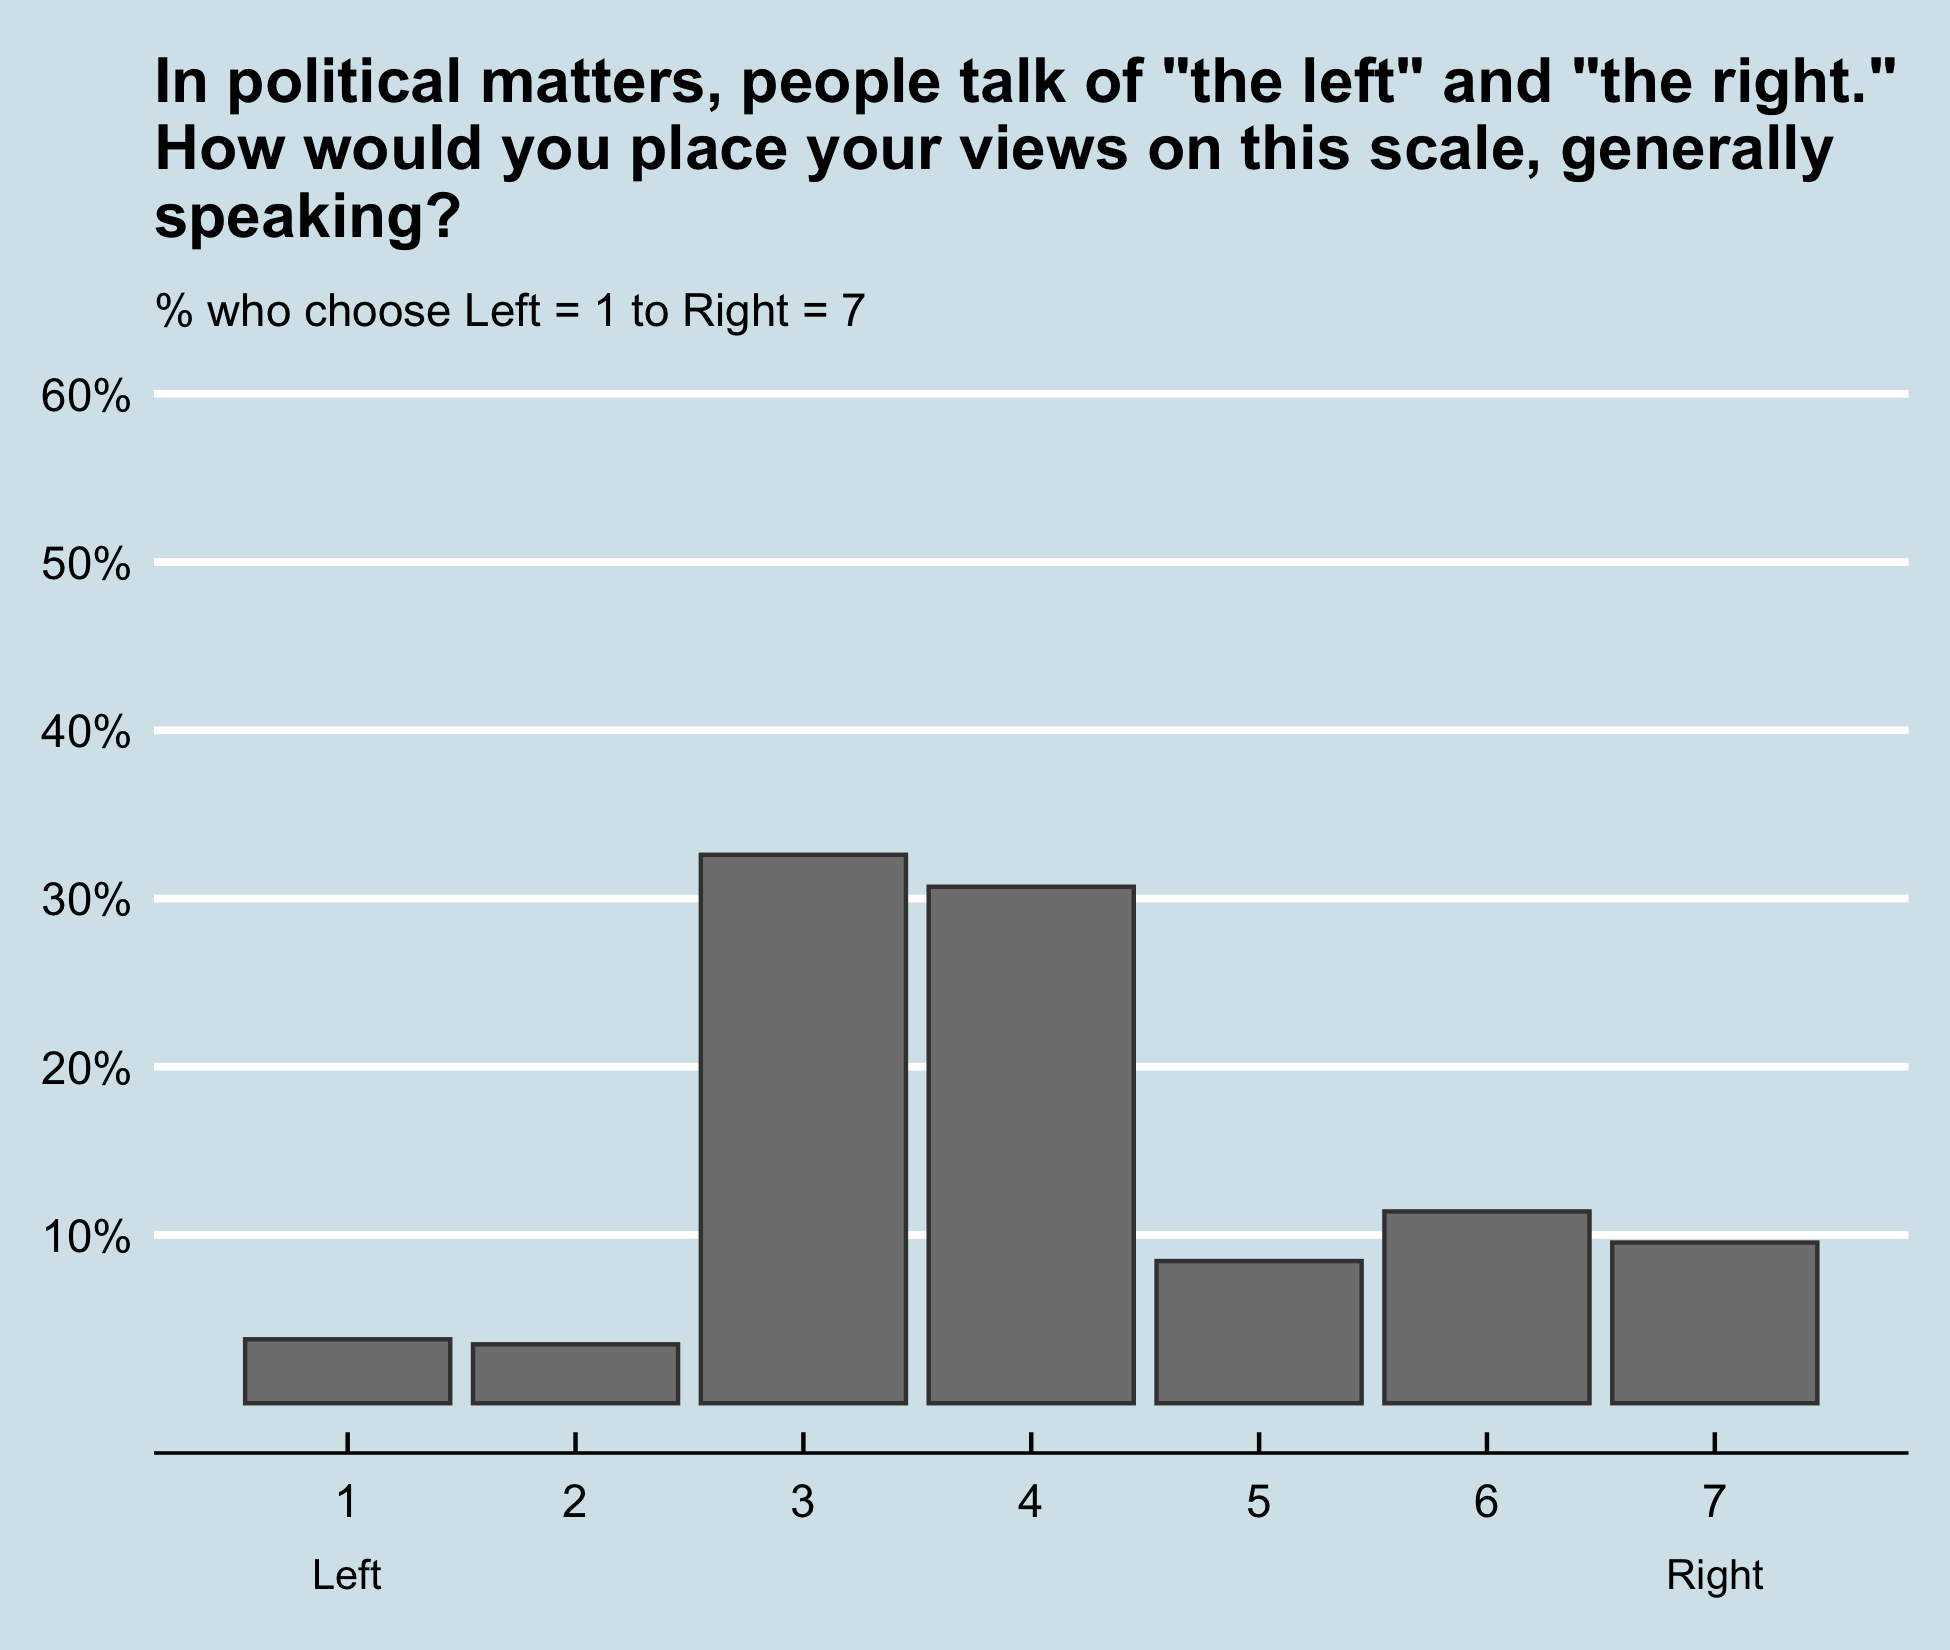 In political matters, people talk of "the left" and "the right."
How would you place your views on this scale, generally
speaking?
% who choose Left = 1 to Right = 7
60%
50%
40%
30%
20%
10%
1 2 3 4 5 6 7
Left Right